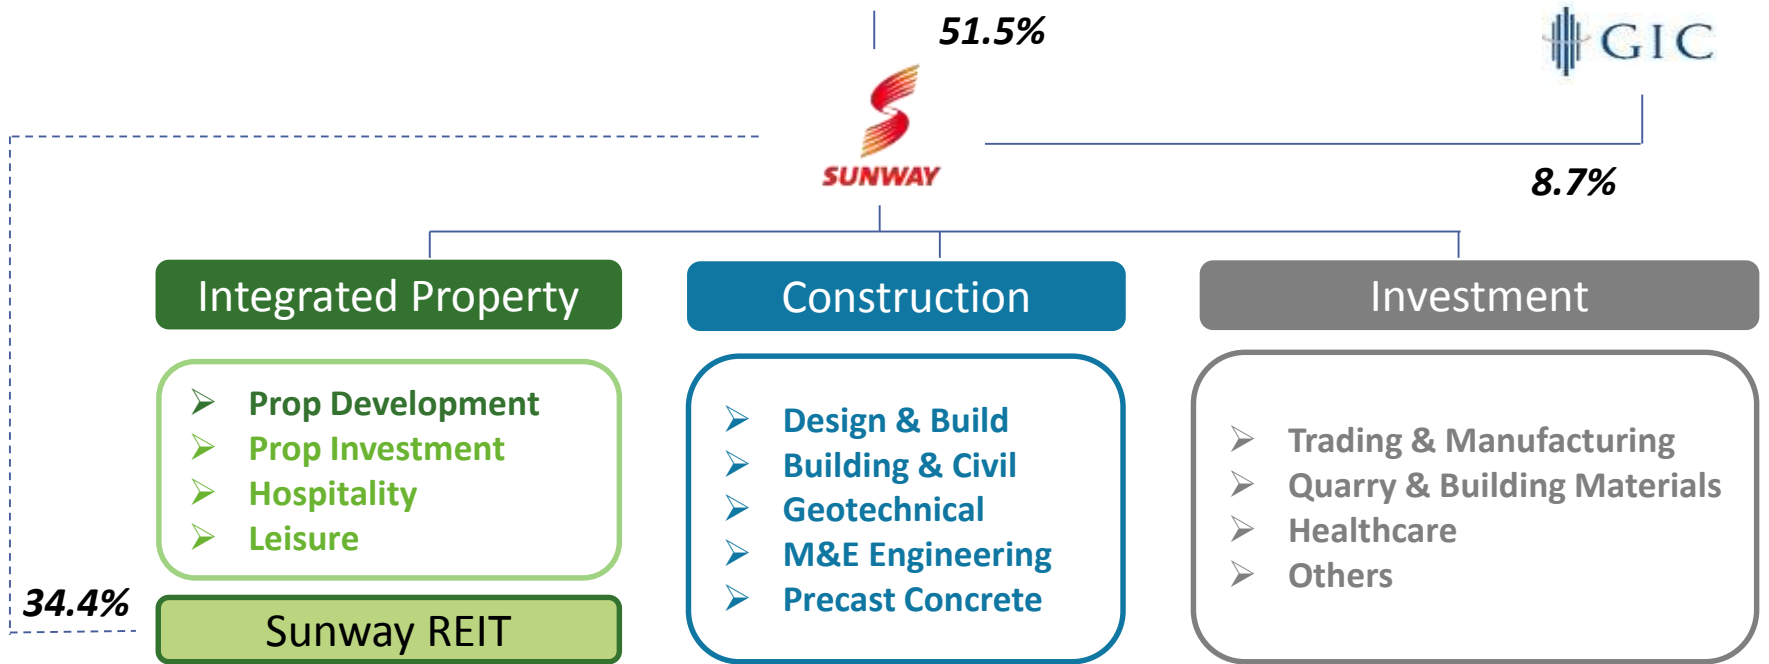 51.5%
GIC
SUNWAY
8.7%
Integrated Property
Construction
Investment
➢ Prop Development
➢ Prop Investment
➢ Hospitality
➢ Leisure
➢ Design & Build
➢ Building & Civil
➢ Geotechnical
➢ M&E Engineering
➢ Precast Concrete
➢ Trading & Manufacturing
➢ Quarry & Building Materials
➢ Healthcare
➢ Others
34.4%
Sunway REIT